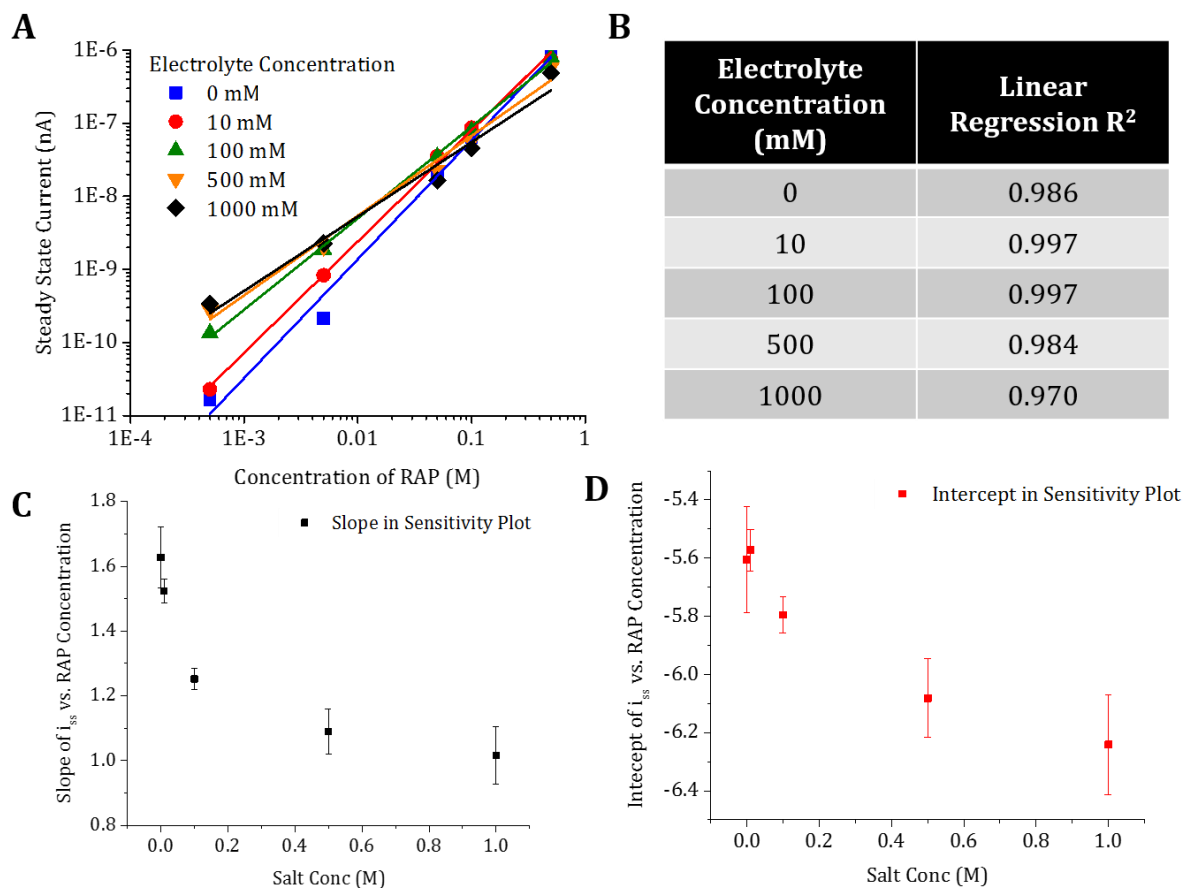 A
1E-6
1E-7
1E-8
1E-9
1E-10
1E-11
Steady State Current (nA)
Electrolyte Concentration
0 mM
10 mM
100 mM
500 mM
1000 mM
1E-4
1E-3
0.01
0.1
1
Concentration of RAP (M)
B
Electrolyte
Concentration
(mM)
Linear
Regression R²
0
0.986
10
0.997
100
0.997
500
0.984
1000
0.970
C
1.8
1.6
1.4
1.2
1.0
0.8
Slope of iss vs. RAP Concentration
Slope in Sensitivity Plot
0.0
0.2
0.4
0.6
0.8
1.0
Salt Conc (M)
D
-5.4
-5.6
-5.8
-6.0
-6.2
-6.4
Intecept of iss vs. RAP Concentration
Intercept in Sensitivity Plot
0.0
0.2
0.4
0.6
0.8
1.0
Salt Conc (M)